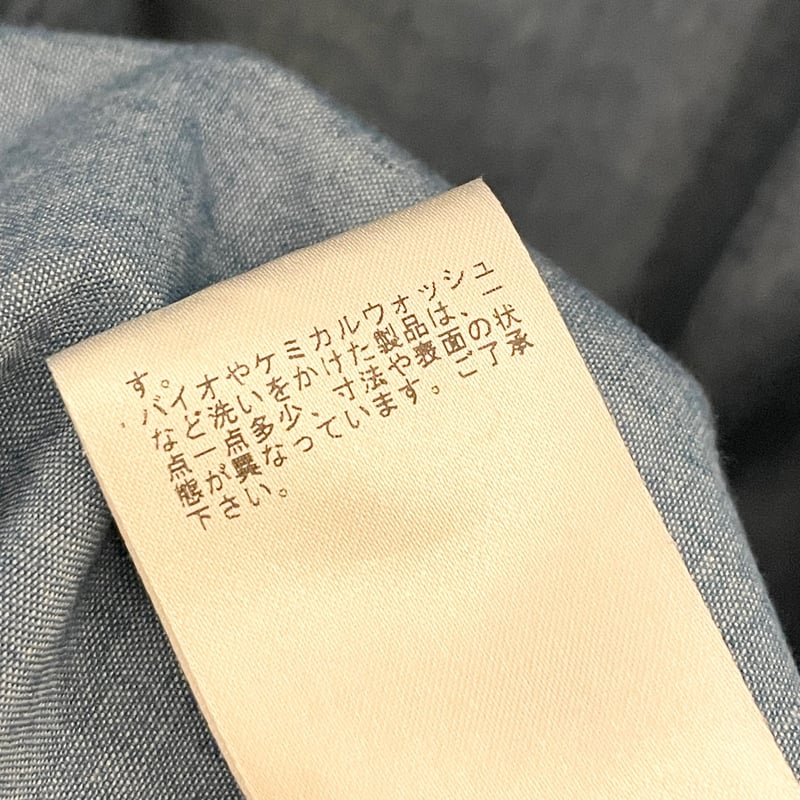 す。
・バイオやケミカルウォッシュ
など洗いをかけた製品は、一
点一点多少、寸法や表面の状
態が異なっています。ご了承
下さい。